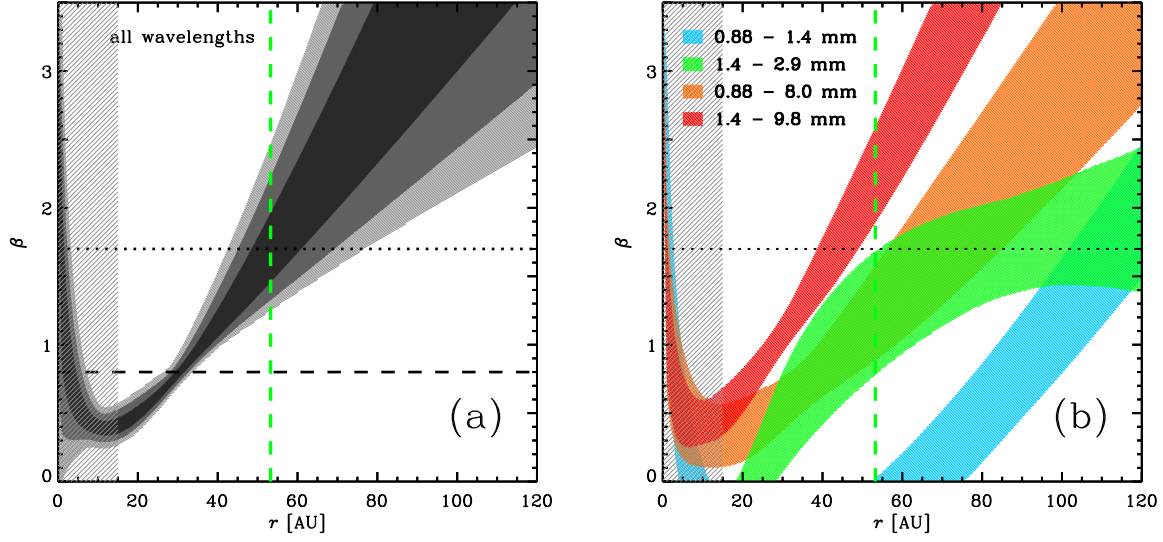 all wavelengths
3
2
1
0
β
(a)
0 20 40 60 80 100 120
r [AU]
0.88 – 1.4 mm
1.4 – 2.9 mm
0.88 – 8.0 mm
1.4 – 9.8 mm
3
2
1
0
β
(b)
0 20 40 60 80 100 120
r [AU]